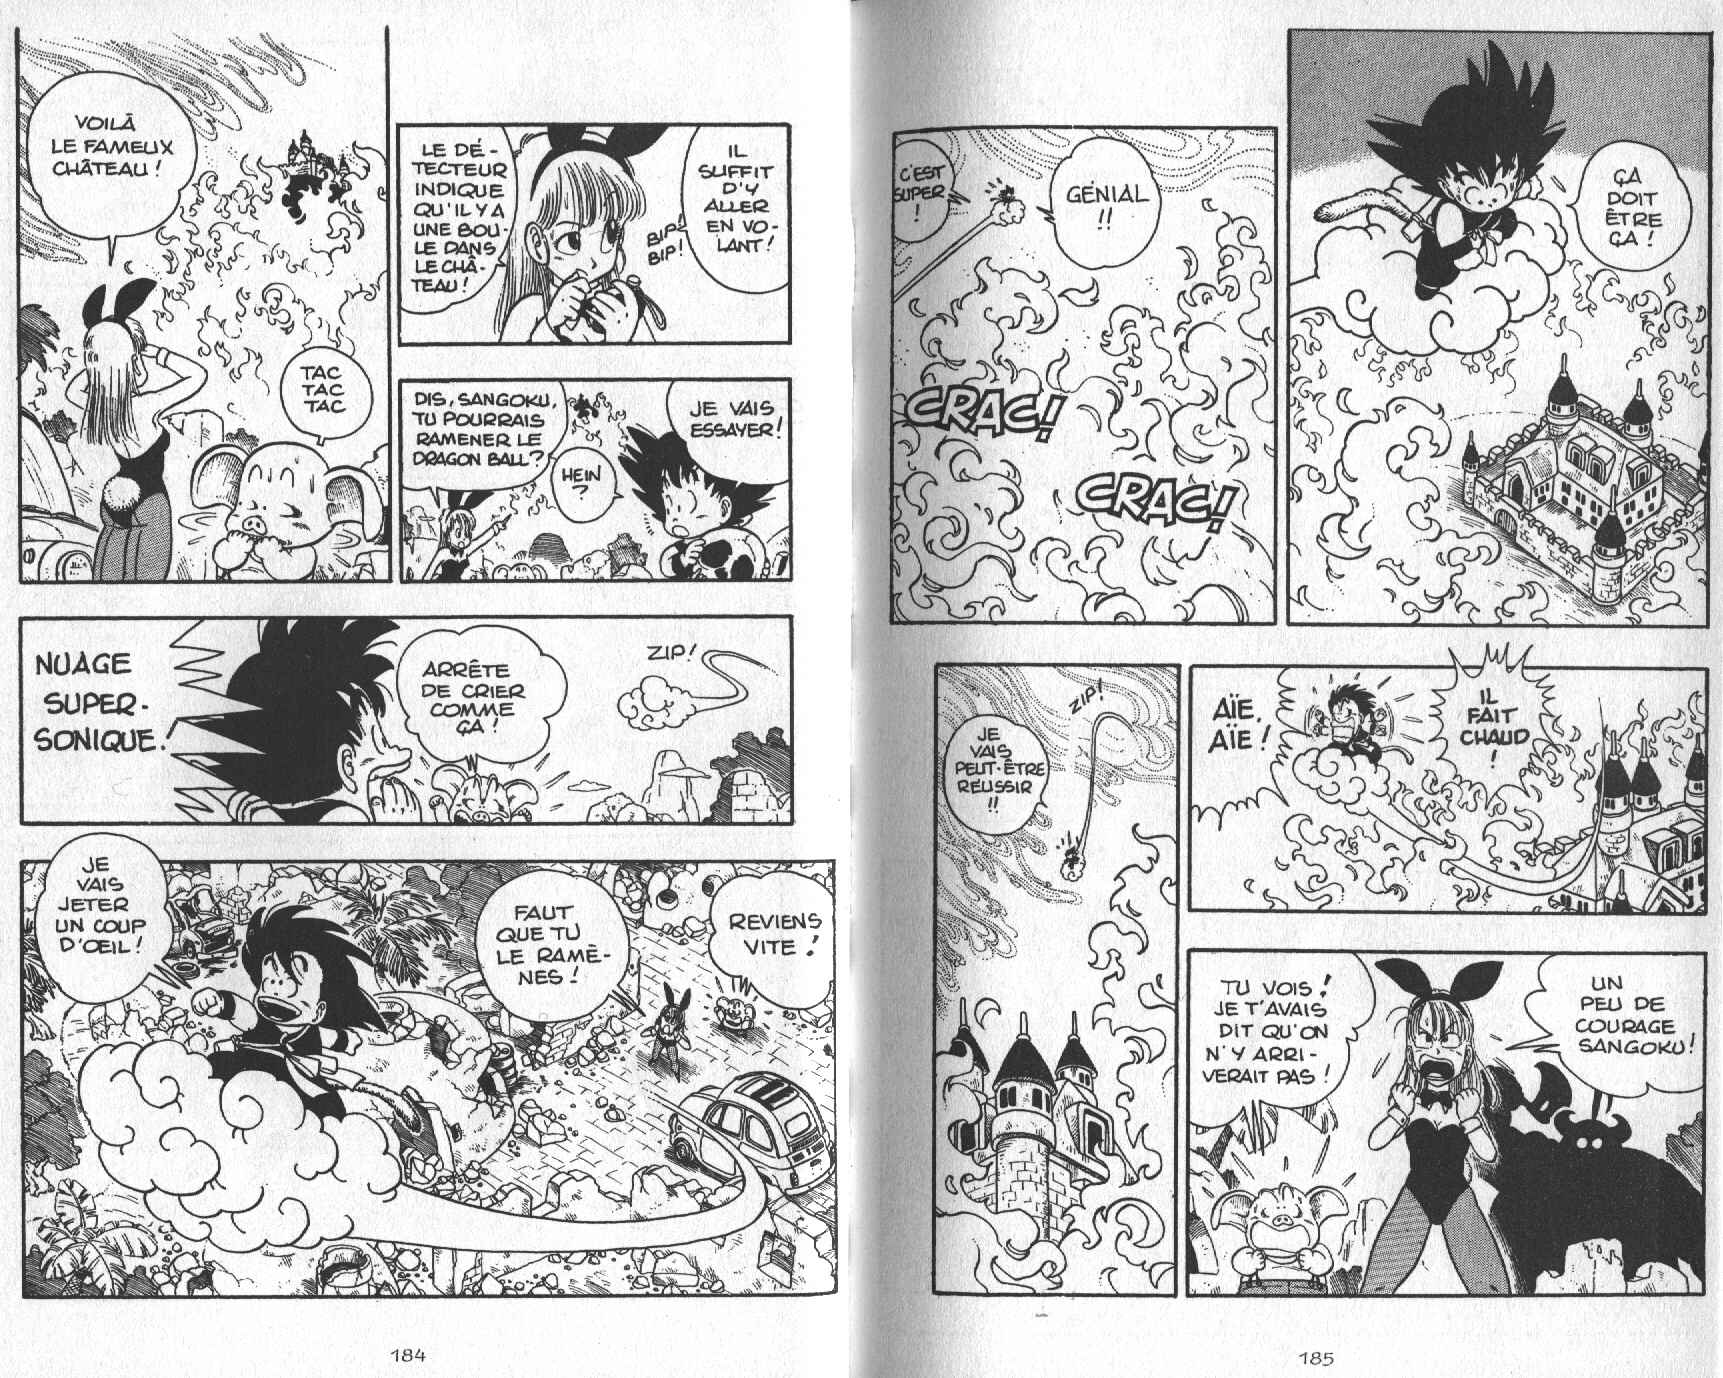 VOILÀ
LE FAMEUX
CHÂTEAU !
TAC
TAC
TAC
LE DÉ-
TECTEUR
INDIQUE
QU'IL Y A
UNE BOU-
LE DANS
LE CHÂ-
TEAU !
BIP!
BIP!
IL
SUFFIT
D'Y
ALLER
EN VO-
LANT !
DIS, SANGOKU,
TU POURRAIS
RAMENER LE
DRAGON BALL ?
HEIN
?
JE VAIS
ESSAYER !
NUAGE
SUPER-
SONIQUE !
ARRÊTE
DE CRIER
COMME
ÇA !
ZIP !
JE
VAIS
JETER
UN COUP
D'ŒIL !
FAUT
QUE TU
LE RAMÈ-
NES !
REVIENS
VITE !
184
C'EST
SUPER
!
GÉNIAL
!!
CRAC !
CRAC !
ÇA
DOIT
ÊTRE
ÇA !
JE
VAIS
PEUT-ÊTRE
RÉUSSIR
!!
ZIP !
AÏE,
AÏE !
IL
FAIT
CHAUD
!
TU VOIS !
JE T'AVAIS
DIT QU'ON
N'Y ARRI-
VERAIT PAS !
UN
PEU DE
COURAGE
SANGOKU !
185